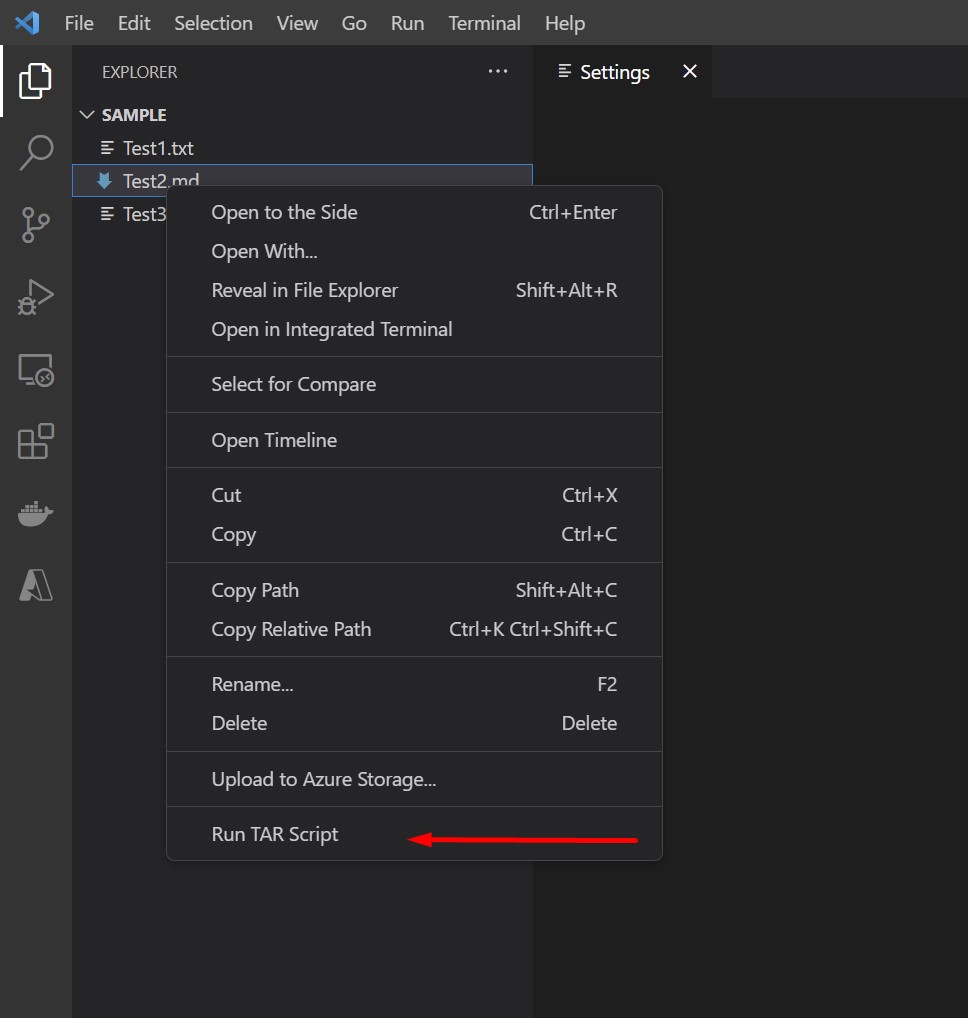 File Edit Selection View Go Run Terminal Help
EXPLORER
Settings
SAMPLE
Test1.txt
Test2.md
Test3
Open to the Side Ctrl+Enter
Open With...
Reveal in File Explorer Shift+Alt+R
Open in Integrated Terminal
Select for Compare
Open Timeline
Cut Ctrl+X
Copy Ctrl+C
Copy Path Shift+Alt+C
Copy Relative Path Ctrl+K Ctrl+Shift+C
Rename... F2
Delete Delete
Upload to Azure Storage...
Run TAR Script